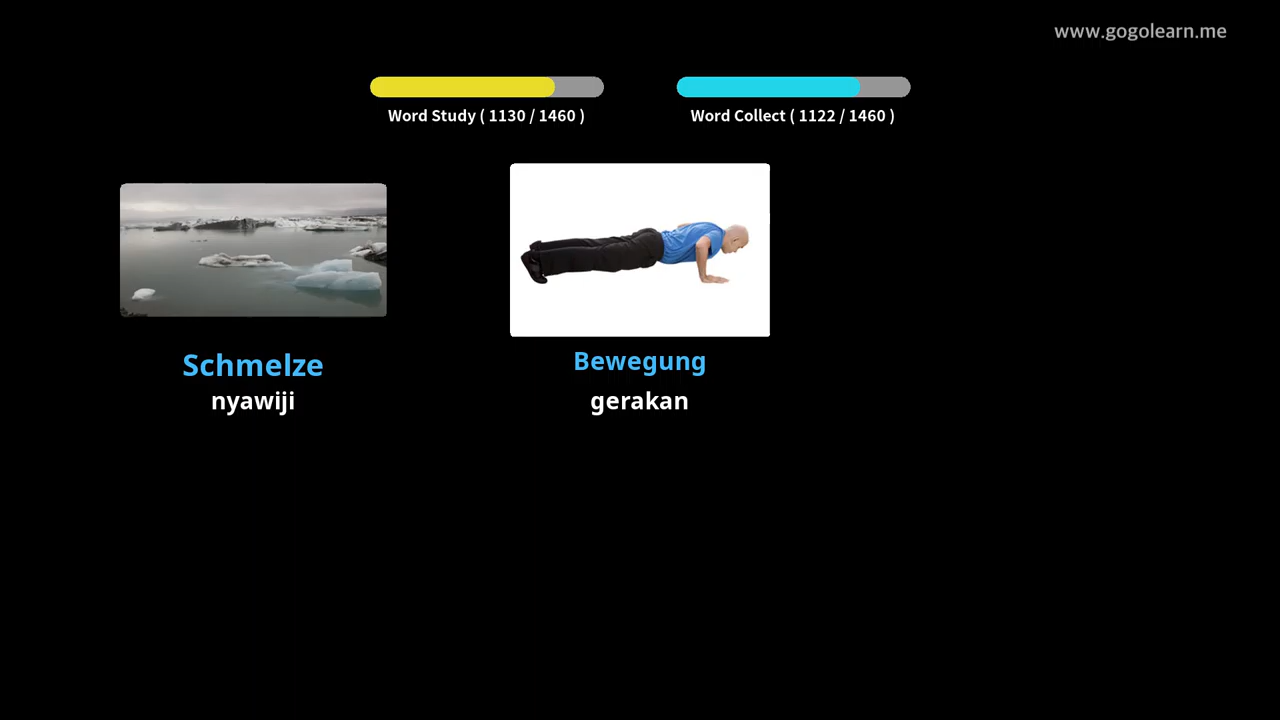 www.gogolearn.me
Word Study ( 1130 / 1460 )
Word Collect ( 1122 / 1460 )
Schmelze
nyawiji
Bewegung
gerakan